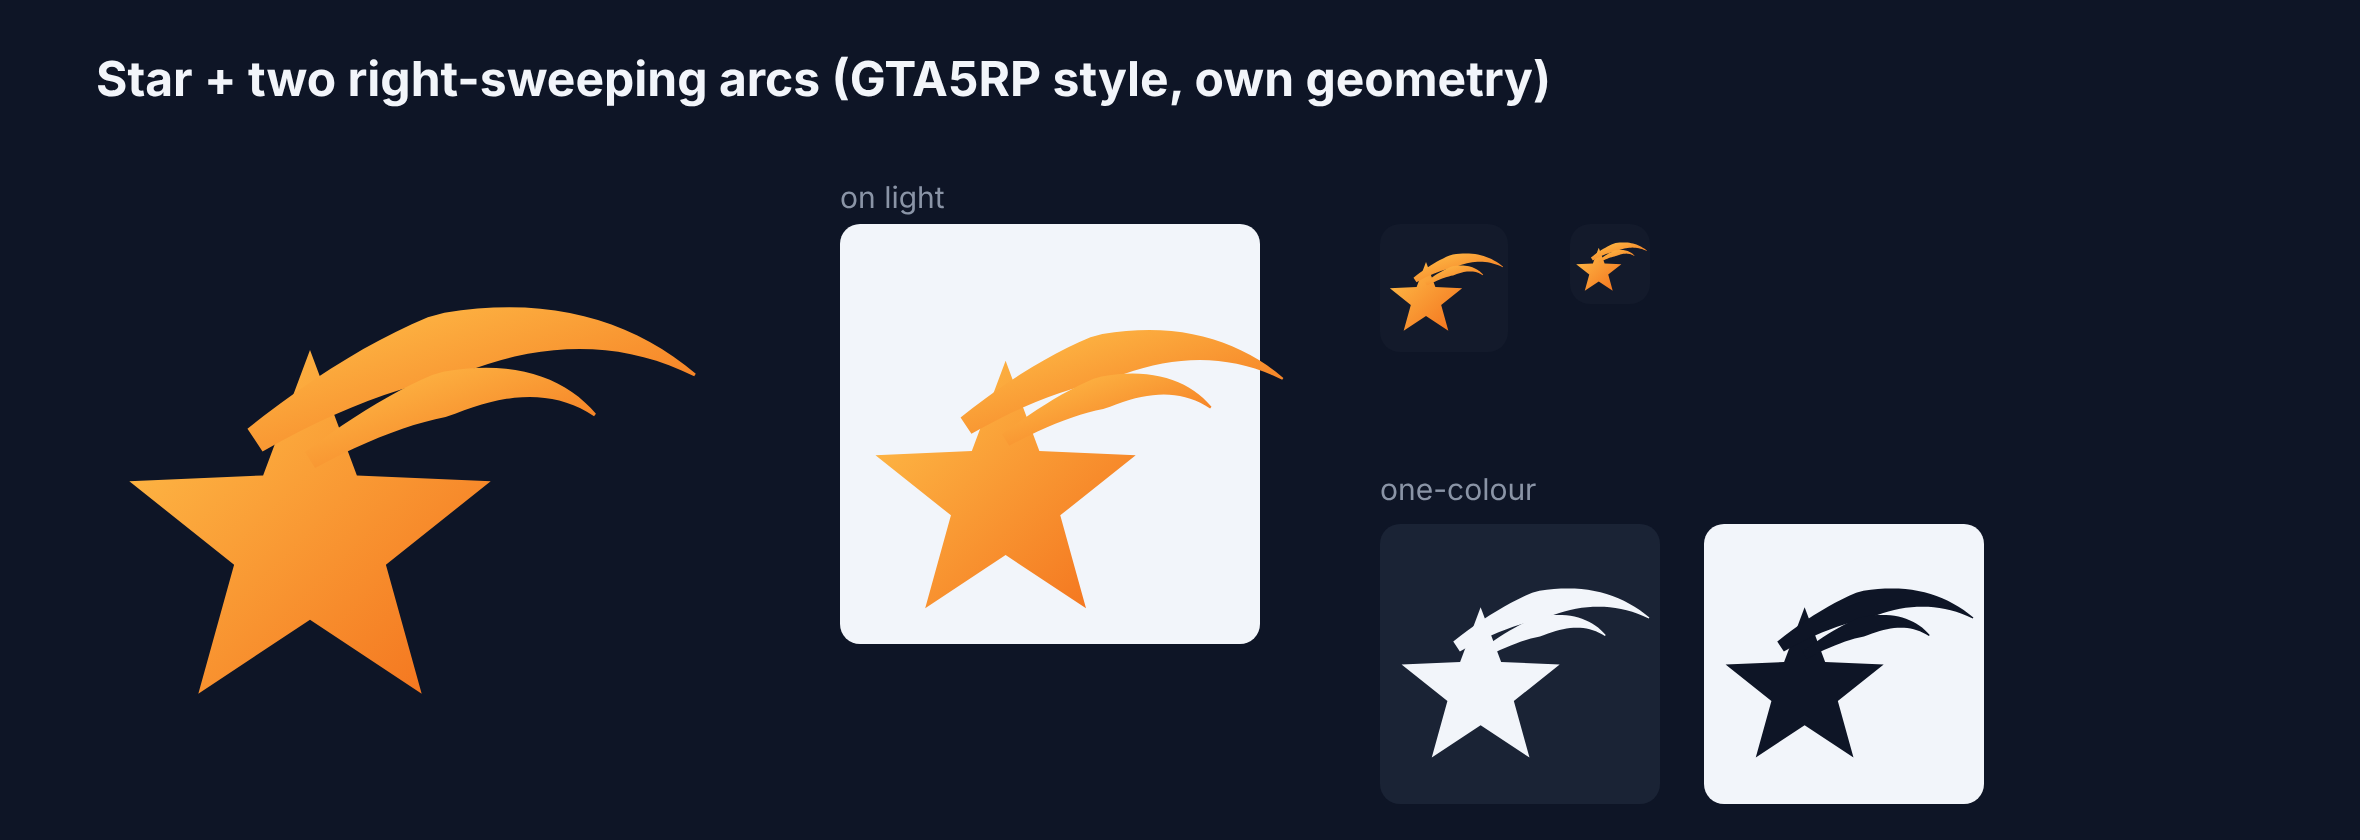 Star + two right-sweeping arcs (GTA5RP style, own geometry)
on light
one-colour